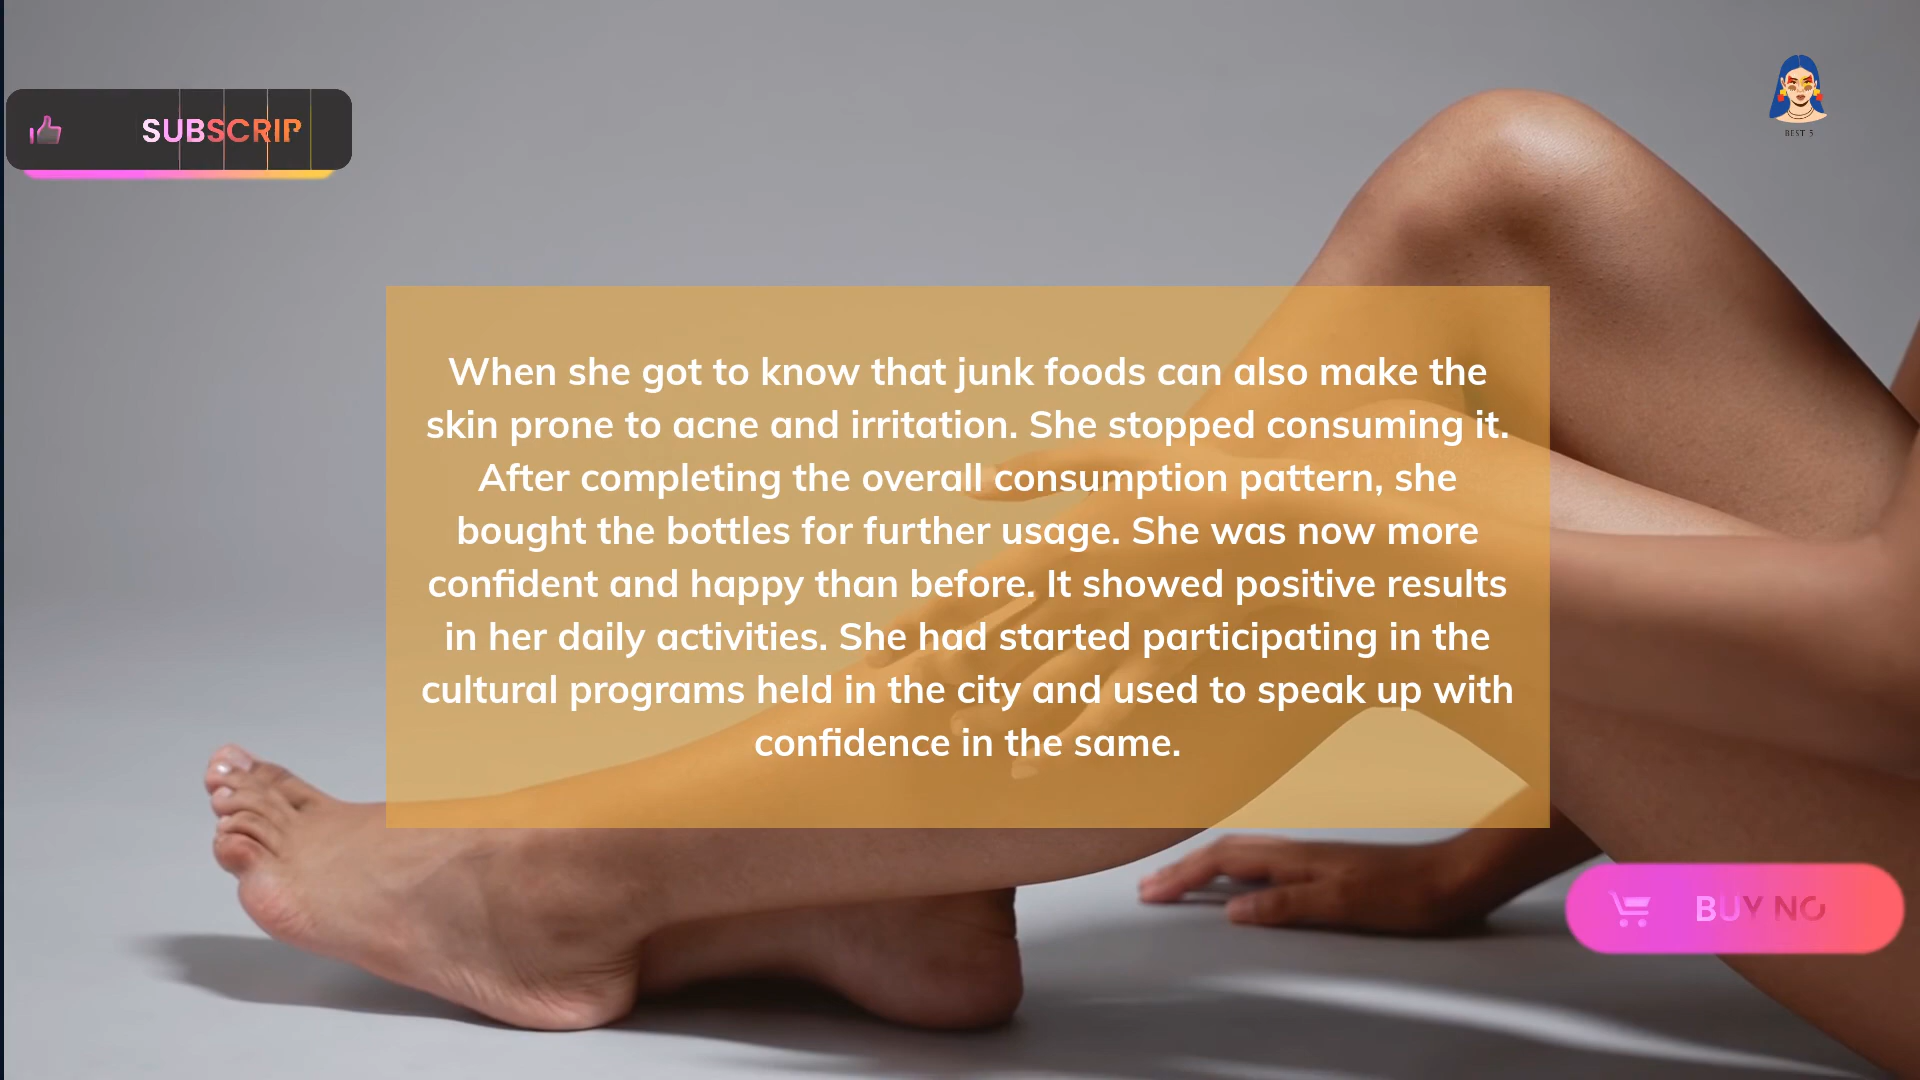 SUBSCRIP
BEST 5
When she got to know that junk foods can also make the
skin prone to acne and irritation. She stopped consuming it.
After completing the overall consumption pattern, she
bought the bottles for further usage. She was now more
confident and happy than before. It showed positive results
in her daily activities. She had started participating in the
cultural programs held in the city and used to speak up with
confidence in the same.
BUY NO